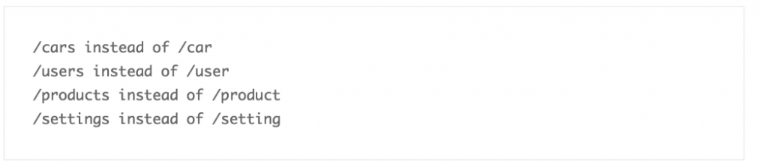 /cars instead of /car
/users instead of /user
/products instead of /product
/settings instead of /setting